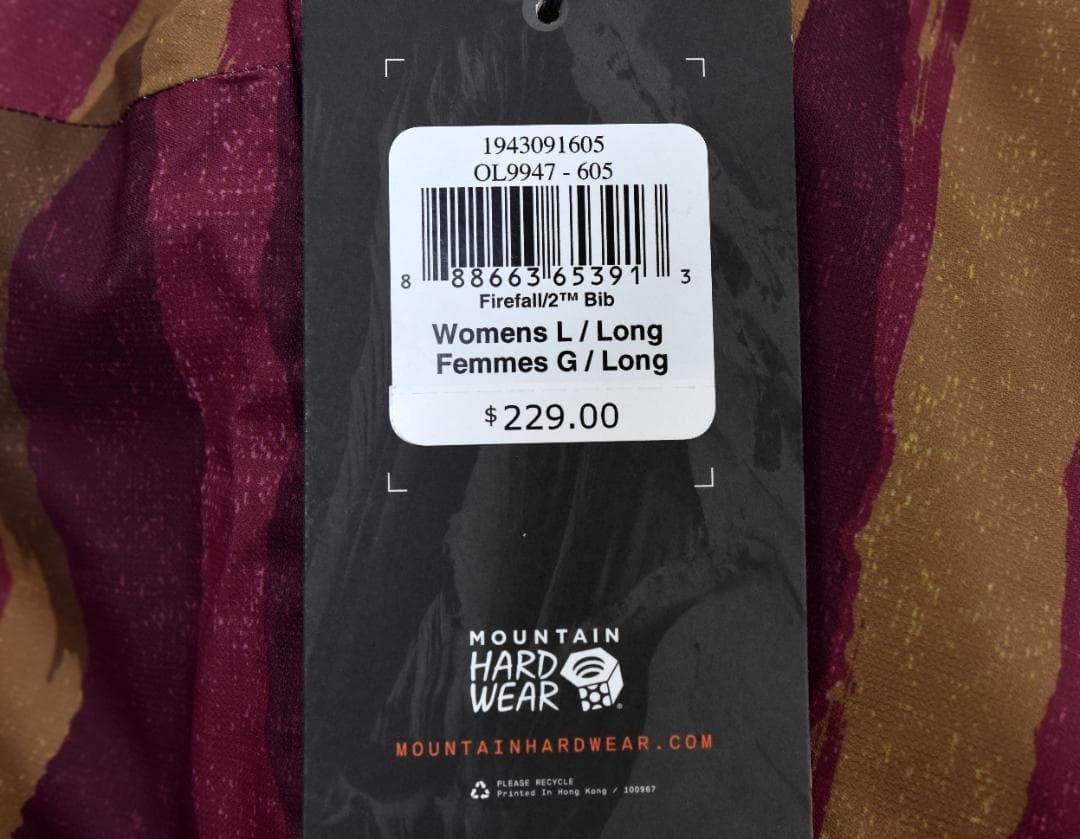 1943091605
OL9947 - 605
8 88663 65391 3
Firefall/2™ Bib
Womens L / Long
Femmes G / Long
$229.00
MOUNTAIN
HARD
WEAR®
MOUNTAINHARDWEAR.COM
PLEASE RECYCLE
Printed In Hong Kong / 100967